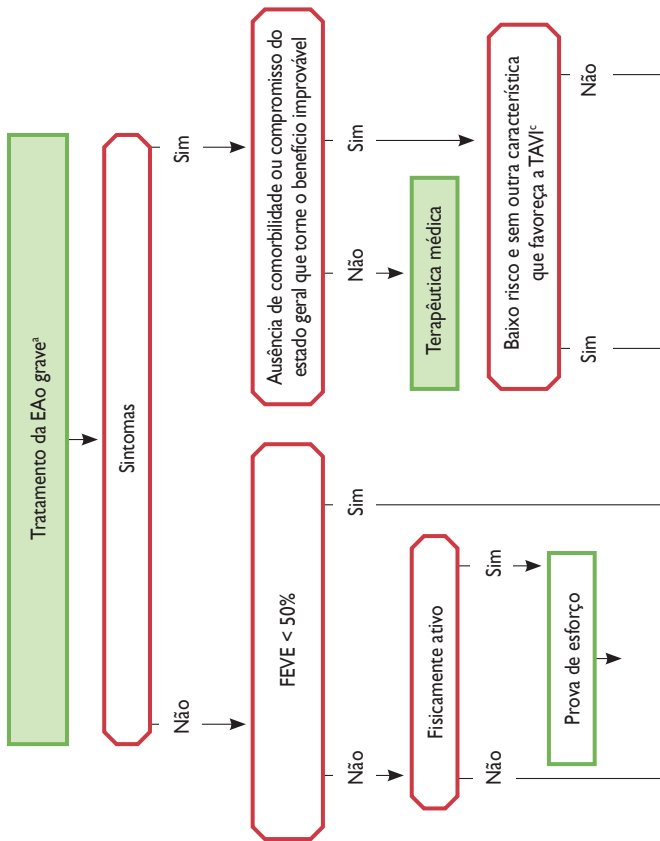 Tratamento da EAo graveª
Sintomas
Não
Sim
FEVE < 50%
Ausência de comorbilidade ou compromisso do
estado geral que torne o benefício improvável
Não
Sim
Não
Sim
Fisicamente ativo
Terapêutica médica
Não
Sim
Baixo risco e sem outra característica
que favoreça a TAVIᶜ
Prova de esforço
Sim
Não